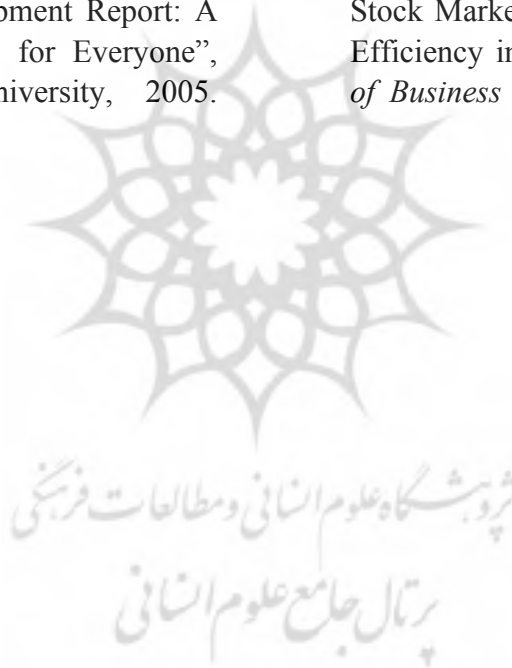 pment Report: A
for Everyone”,
niversity, 2005.
Stock Marke
Efficiency in
of Business
پژوهشگاه علوم انسانی و مطالعات فرهنگی
پرتال جامع علوم انسانی